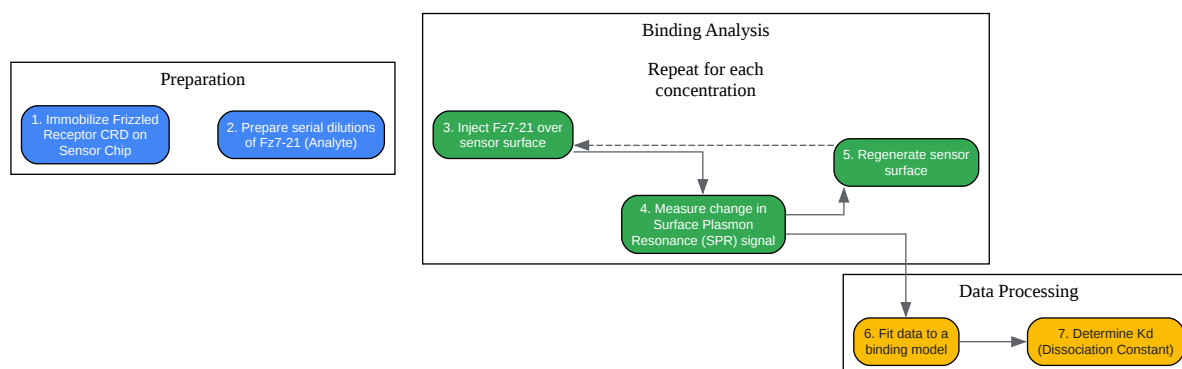 Preparation
1. Immobilize Frizzled
Receptor CRD on
Sensor Chip
2. Prepare serial dilutions
of Fz7-21 (Analyte)
Binding Analysis
Repeat for each
concentration
3. Inject Fz7-21 over
sensor surface
4. Measure change in
Surface Plasmon
Resonance (SPR) signal
5. Regenerate sensor
surface
Data Processing
6. Fit data to a
binding model
7. Determine Kd
(Dissociation Constant)